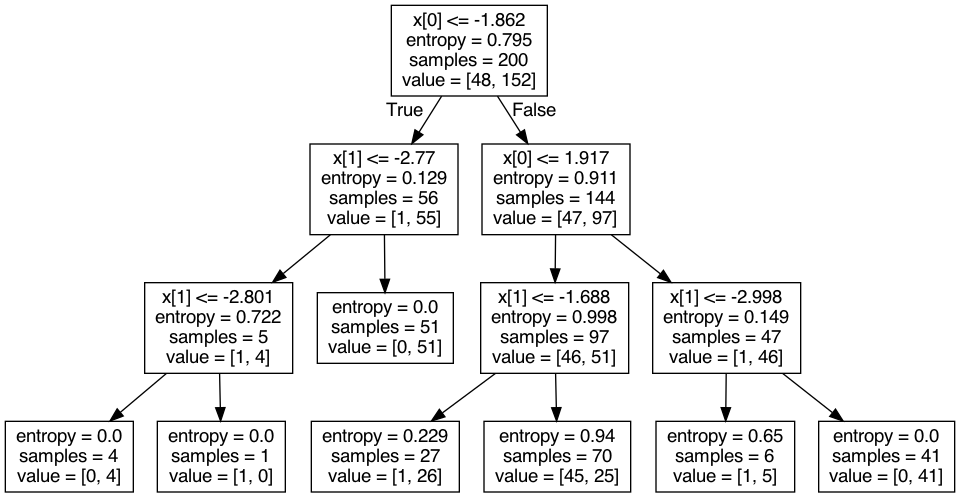 x[0] <= -1.862
entropy = 0.795
samples = 200
value = [48, 152]
True
False
x[1] <= -2.77
entropy = 0.129
samples = 56
value = [1, 55]
x[0] <= 1.917
entropy = 0.911
samples = 144
value = [47, 97]
x[1] <= -2.801
entropy = 0.722
samples = 5
value = [1, 4]
entropy = 0.0
samples = 51
value = [0, 51]
x[1] <= -1.688
entropy = 0.998
samples = 97
value = [46, 51]
x[1] <= -2.998
entropy = 0.149
samples = 47
value = [1, 46]
entropy = 0.0
samples = 4
value = [0, 4]
entropy = 0.0
samples = 1
value = [1, 0]
entropy = 0.229
samples = 27
value = [1, 26]
entropy = 0.94
samples = 70
value = [45, 25]
entropy = 0.65
samples = 6
value = [1, 5]
entropy = 0.0
samples = 41
value = [0, 41]